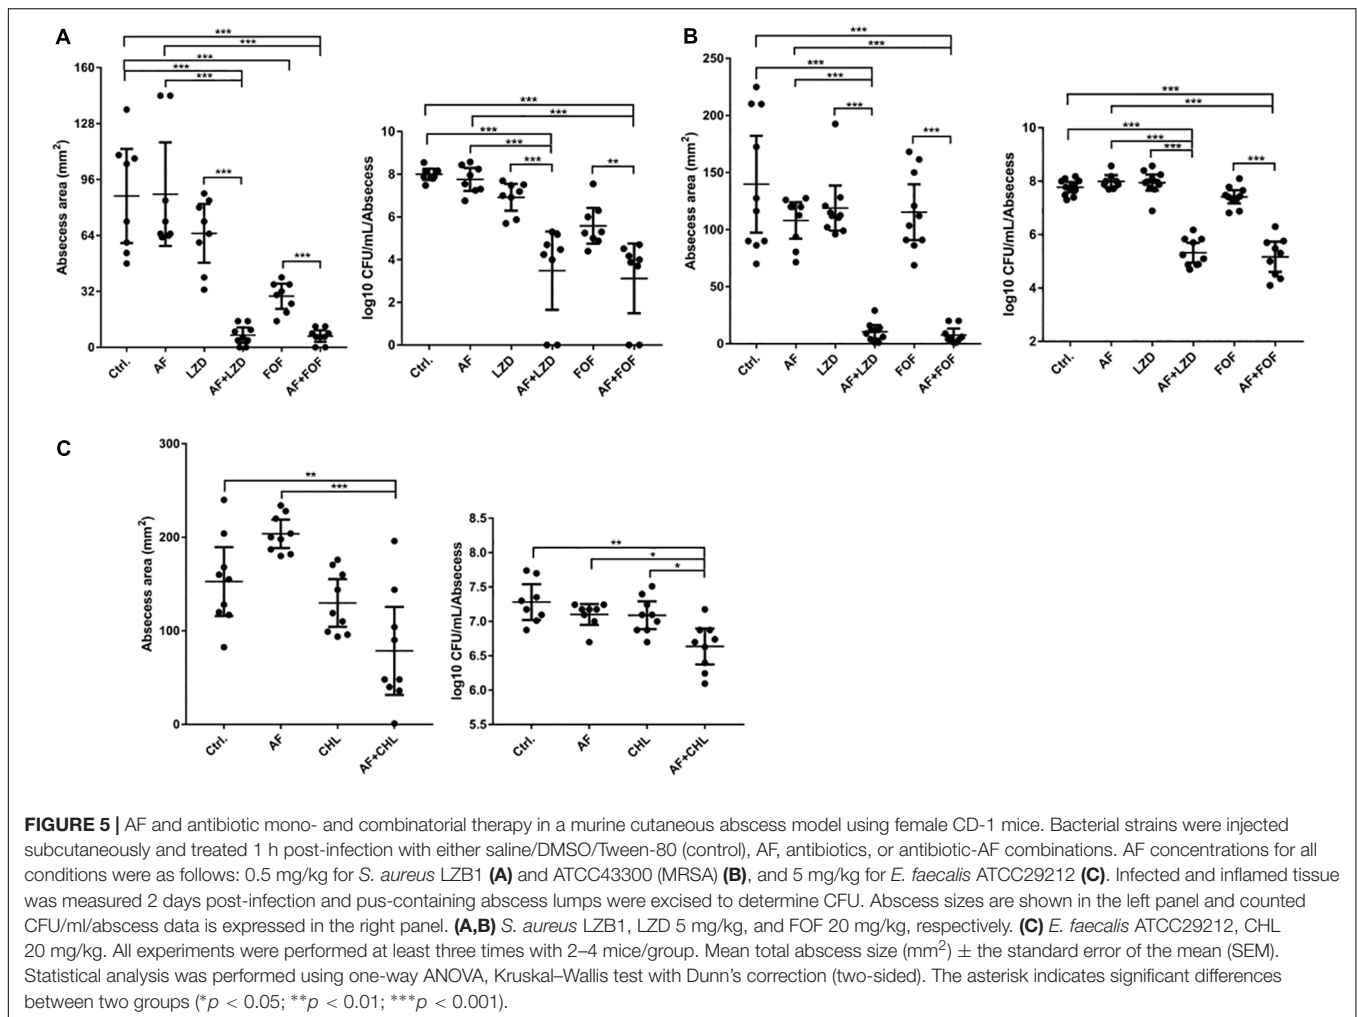 A
***
***
***
***
***
***
***
Absecess area (mm²)
160
128
96
64
32
0
Ctrl.
AF
LZD
AF+LZD
FOF
AF+FOF
***
***
***
***
***
**
log10 CFU/mL/Absecess
10
8
6
4
2
0
Ctrl.
AF
LZD
AF+LZD
FOF
AF+FOF
B
***
***
***
***
***
***
Absecess area (mm²)
250
200
150
100
50
0
Ctrl.
AF
LZD
AF+LZD
FOF
AF+FOF
***
***
***
***
***
***
log10 CFU/mL/Absecess
10
8
6
4
2
Ctrl.
AF
LZD
AF+LZD
FOF
AF+FOF
C
**
***
Absecess area (mm²)
300
200
100
0
Ctrl.
AF
CHL
AF+CHL
**
*
*
log10 CFU/mL/Absecess
8.5
8.0
7.5
7.0
6.5
6.0
5.5
Ctrl.
AF
CHL
AF+CHL
FIGURE 5 | AF and antibiotic mono- and combinatorial therapy in a murine cutaneous abscess model using female CD-1 mice. Bacterial strains were injected
subcutaneously and treated 1 h post-infection with either saline/DMSO/Tween-80 (control), AF, antibiotics, or antibiotic-AF combinations. AF concentrations for all
conditions were as follows: 0.5 mg/kg for S. aureus LZB1 (A) and ATCC43300 (MRSA) (B), and 5 mg/kg for E. faecalis ATCC29212 (C). Infected and inflamed tissue
was measured 2 days post-infection and pus-containing abscess lumps were excised to determine CFU. Abscess sizes are shown in the left panel and counted
CFU/ml/abscess data is expressed in the right panel. (A,B) S. aureus LZB1, LZD 5 mg/kg, and FOF 20 mg/kg, respectively. (C) E. faecalis ATCC29212, CHL
20 mg/kg. All experiments were performed at least three times with 2–4 mice/group. Mean total abscess size (mm²) ± the standard error of the mean (SEM).
Statistical analysis was performed using one-way ANOVA, Kruskal–Wallis test with Dunn's correction (two-sided). The asterisk indicates significant differences
between two groups (*p < 0.05; **p < 0.01; ***p < 0.001).